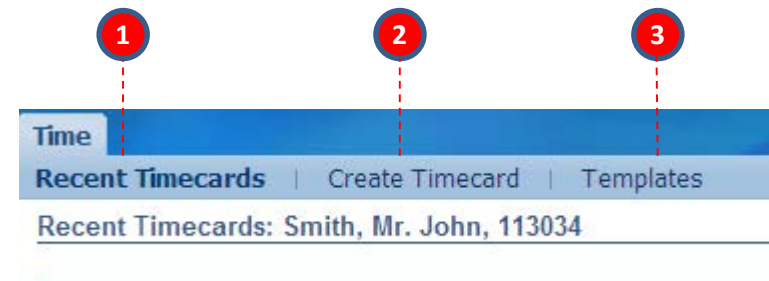 1 2 3
Time
Recent Timecards | Create Timecard | Templates
Recent Timecards: Smith, Mr. John, 113034